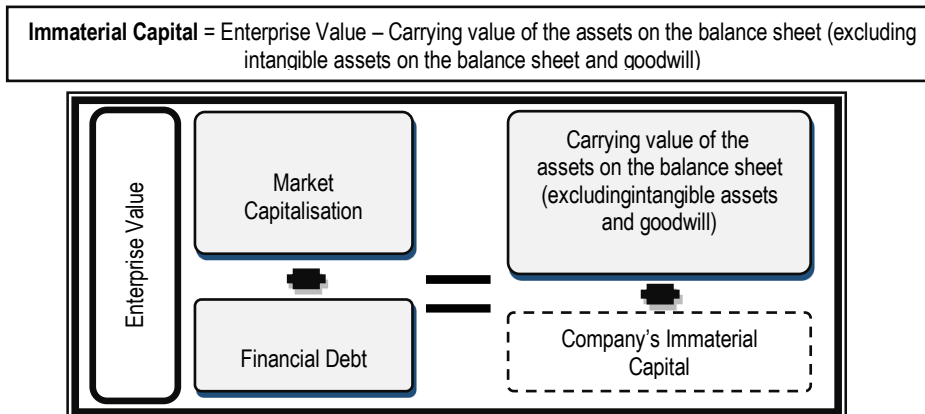 Immaterial Capital = Enterprise Value – Carrying value of the assets on the balance sheet (excluding
intangible assets on the balance sheet and goodwill)
Enterprise Value
Market
Capitalisation
Financial Debt
Carrying value of the
assets on the balance sheet
(excludingintangible assets
and goodwill)
Company's Immaterial
Capital